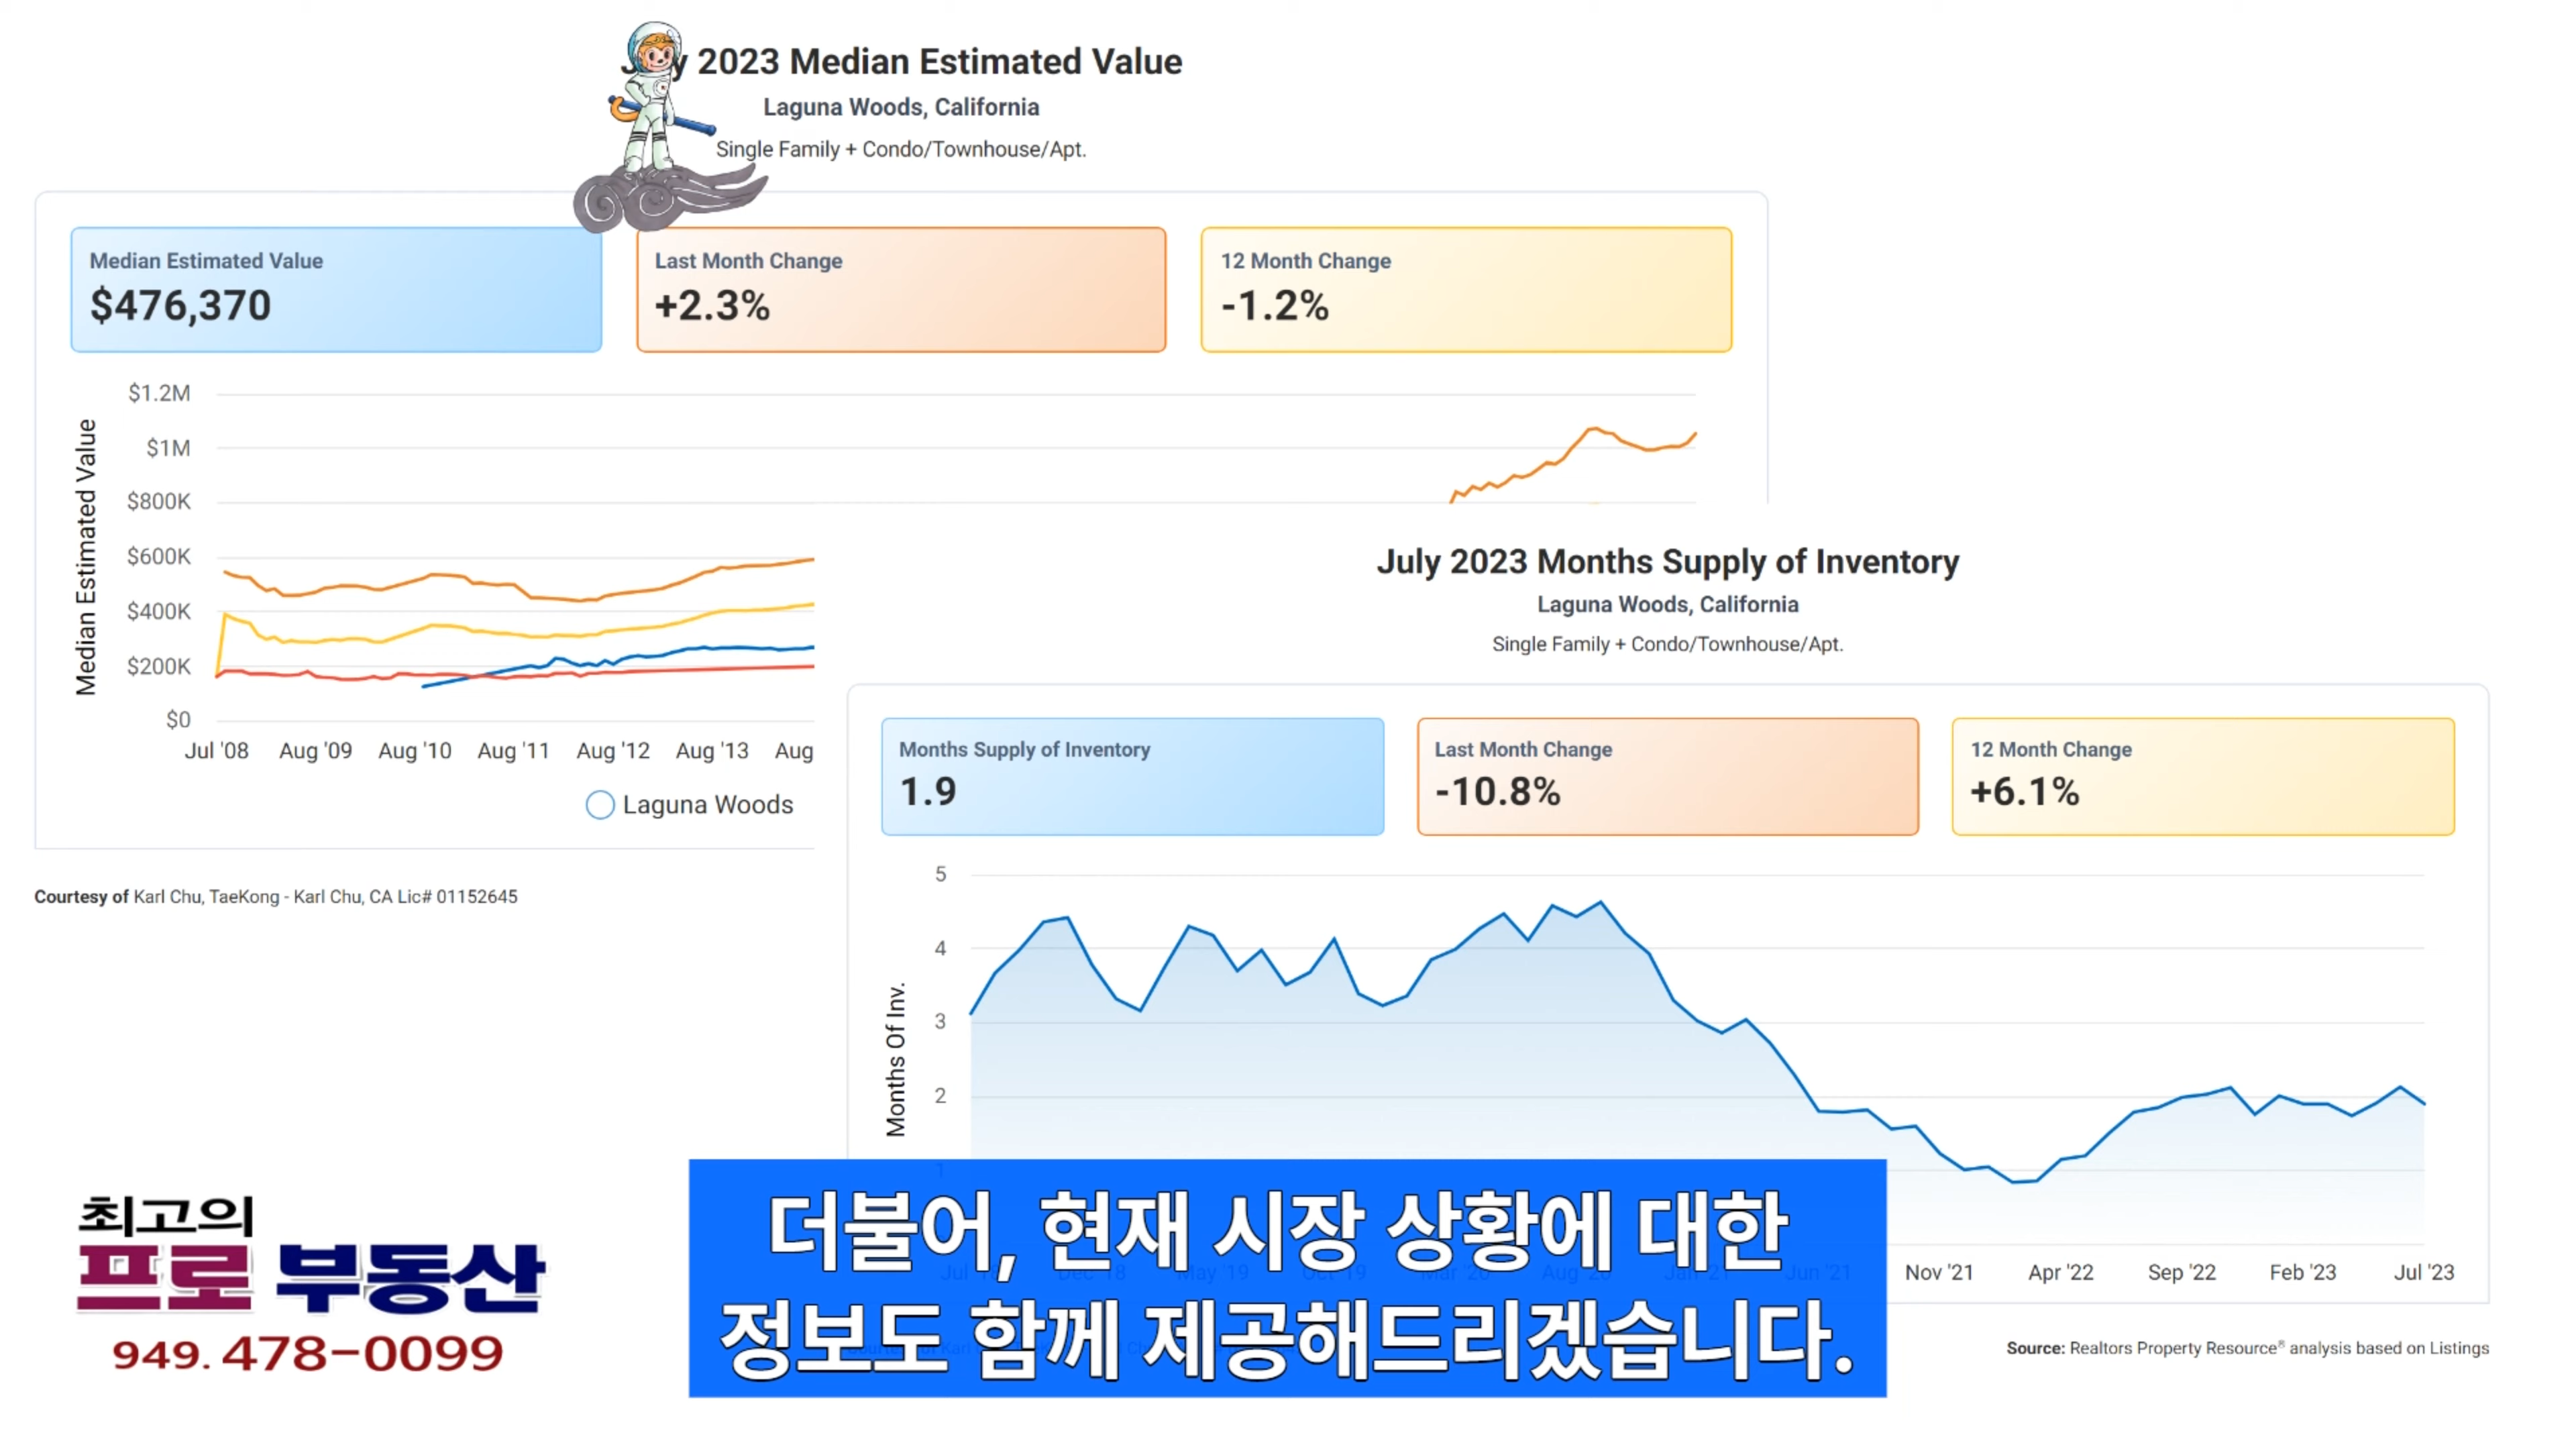 2023 Median Estimated Value
Laguna Woods, California
Single Family + Condo/Townhouse/Apt.
Median Estimated Value
$476,370
Last Month Change
+2.3%
12 Month Change
-1.2%
Median Estimated Value
$1.2M
$1M
$800K
$600K
$400K
$200K
$0
Jul '08 Aug '09 Aug '10 Aug '11 Aug '12 Aug '13 Aug
Laguna Woods
Courtesy of Karl Chu, TaeKong - Karl Chu, CA Lic# 01152645
July 2023 Months Supply of Inventory
Laguna Woods, California
Single Family + Condo/Townhouse/Apt.
Months Supply of Inventory
1.9
Last Month Change
-10.8%
12 Month Change
+6.1%
Months Of Inv.
5
4
3
2
1
Nov '21 Apr '22 Sep '22 Feb '23 Jul '23
Source: Realtors Property Resource® analysis based on Listings
최고의
프로 부동산
949. 478-0099
더불어, 현재 시장 상황에 대한
정보도 함께 제공해드리겠습니다.